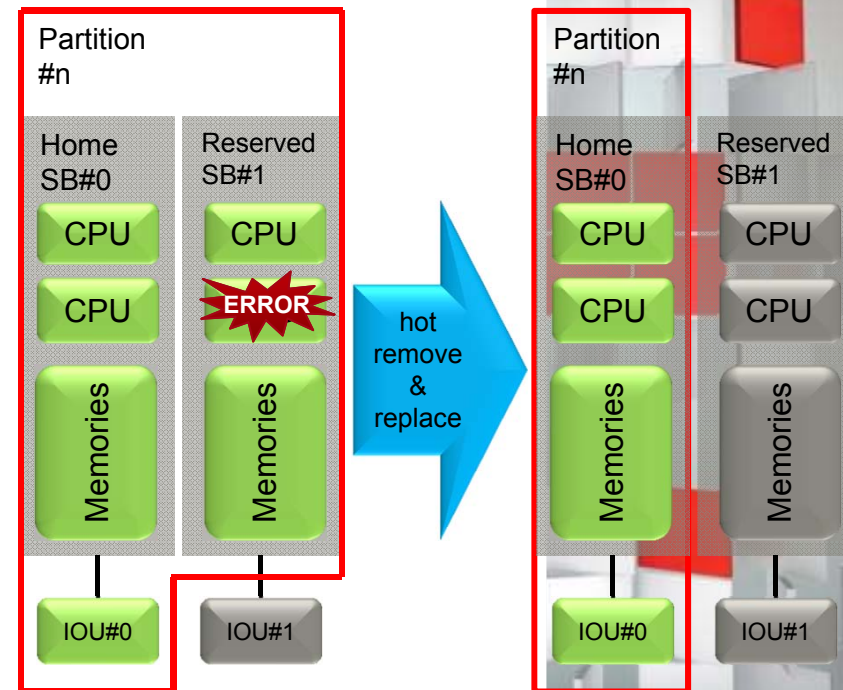 Partition
#n
Home
SB#0
CPU
CPU
Memories
IOU#0
Reserved
SB#1
CPU
ERROR
Memories
IOU#1
hot
remove
&
replace
Partition
#n
Home
SB#0
CPU
CPU
Memories
IOU#0
Reserved
SB#1
CPU
CPU
Memories
IOU#1